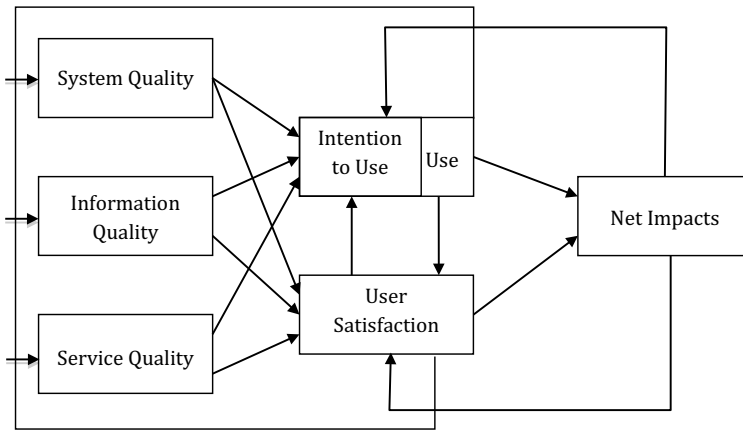 System Quality
Intention
to Use
Use
Information
Quality
Net Impacts
User
Satisfaction
Service Quality